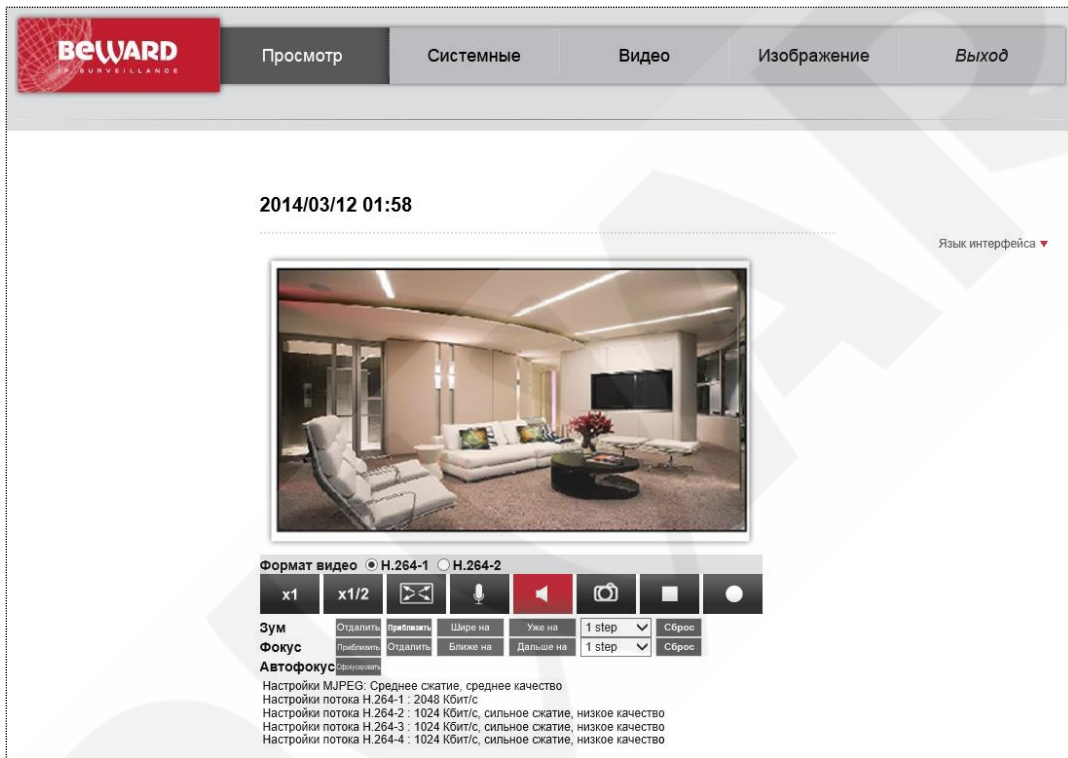 BEWARD
IP SURVEILLANCE
Просмотр Системные Видео Изображение Выход
2014/03/12 01:58
Язык интерфейса
Формат видео H.264-1 H.264-2
x1 x1/2
Зум Отдалить Приблизить Шире на Уже на 1 step Сброс
Фокус Приблизить Отдалить Ближе на Дальше на 1 step Сброс
Автофокус Сфокусировать
Настройки MJPEG: Среднее сжатие, среднее качество
Настройки потока H.264-1 : 2048 Кбит/с
Настройки потока H.264-2 : 1024 Кбит/с, сильное сжатие, низкое качество
Настройки потока H.264-3 : 1024 Кбит/с, сильное сжатие, низкое качество
Настройки потока H.264-4 : 1024 Кбит/с, сильное сжатие, низкое качество